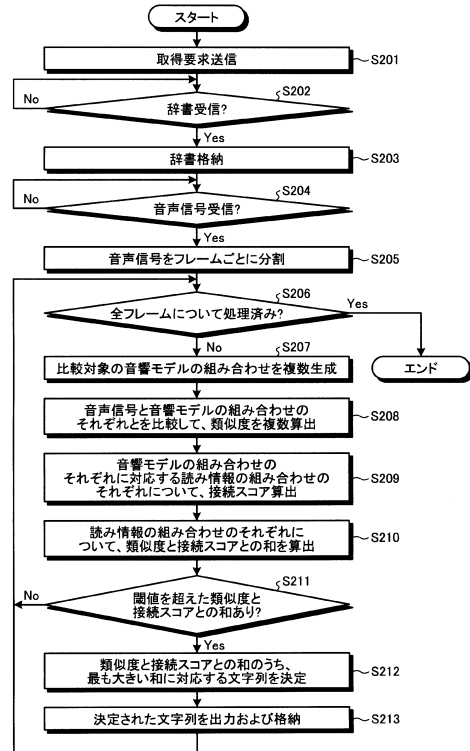 スタート
取得要求送信
S201
S202
辞書受信?
No
Yes
辞書格納
S203
S204
音声信号受信?
No
Yes
音声信号をフレームごとに分割
S205
S206
全フレームについて処理済み?
Yes
エンド
No
S207
比較対象の音響モデルの組み合わせを複数生成
音声信号と音響モデルの組み合わせの
それぞれとを比較して、類似度を複数算出
S208
音響モデルの組み合わせの
それぞれに対応する読み情報の組み合わせの
それぞれについて、接続スコア算出
S209
読み情報の組み合わせのそれぞれに
ついて、類似度と接続スコアとの和を算出
S210
S211
閾値を超えた類似度と
接続スコアとの和あり?
No
Yes
類似度と接続スコアとの和のうち、
最も大きい和に対応する文字列を決定
S212
決定された文字列を出力および格納
S213